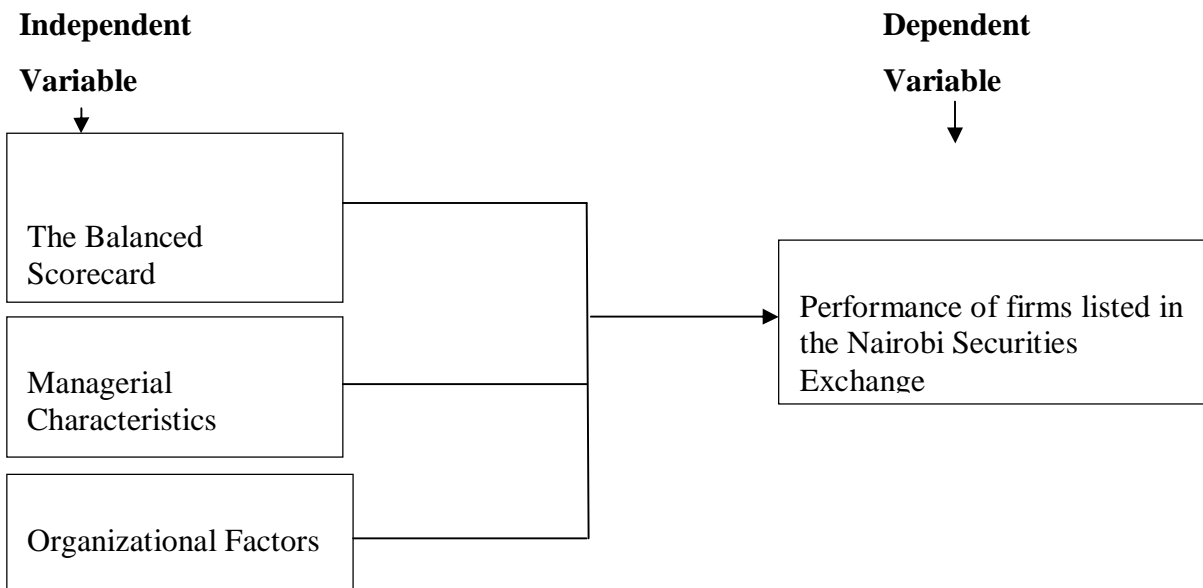 Independent
Variable
Dependent
Variable
The Balanced
Scorecard
Managerial
Characteristics
Organizational Factors
Performance of firms listed in
the Nairobi Securities
Exchange